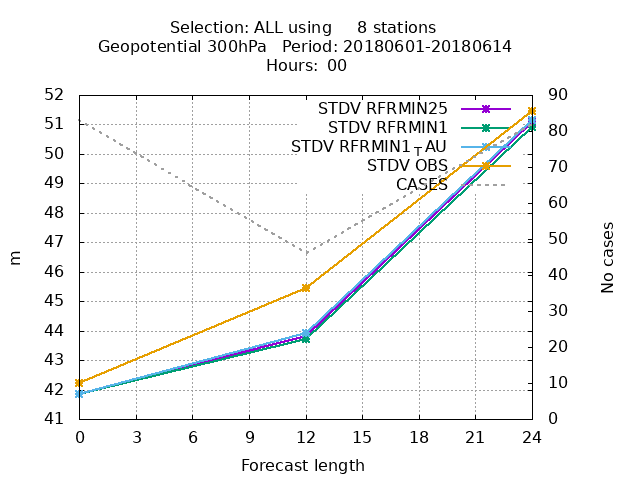 Selection: ALL using     8 stations
Geopotential 300hPa   Period: 20180601-20180614
Hours:  00
52
51
50
49
48
47
46
45
44
43
42
41
90
80
70
60
50
40
30
20
10
0
STDV RFRMIN25
STDV RFRMIN1
STDV RFRMIN1TAU
STDV OBS
CASES
m
No cases
0 3 6 9 12 15 18 21 24
Forecast length